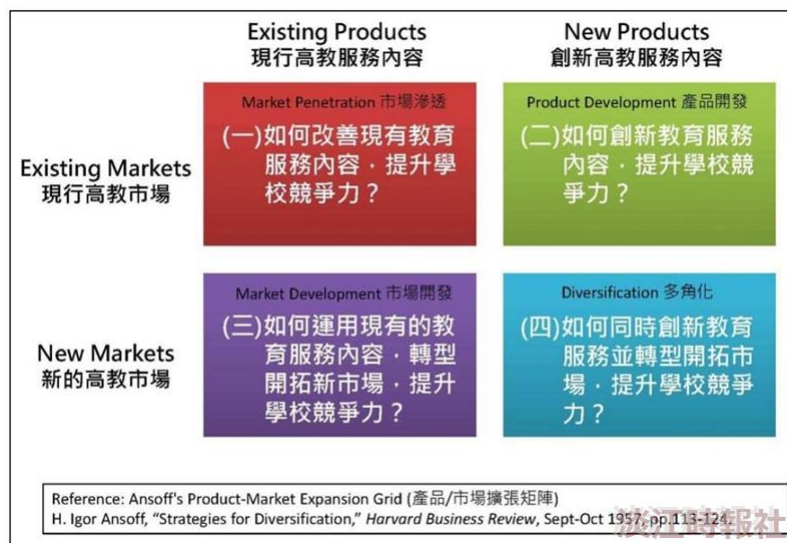 Existing Products
現行高教服務內容
New Products
創新高教服務內容
Existing Markets
現行高教市場
Market Penetration 市場滲透
(一)如何改善現有教育
服務內容，提升學
校競爭力？
Product Development 產品開發
(二)如何創新教育服務
內容，提升學校競
爭力？
New Markets
新的高教市場
Market Development 市場開發
(三)如何運用現有的教
育服務內容，轉型
開拓新市場，提升
學校競爭力？
Diversification 多角化
(四)如何同時創新教育
服務並轉型開拓市
場，提升學校競爭
力？
Reference: Ansoff's Product-Market Expansion Grid (產品/市場擴張矩陣)
H. Igor Ansoff, “Strategies for Diversification,” Harvard Business Review, Sept-Oct 1957, pp.113-124.
淡江時報社